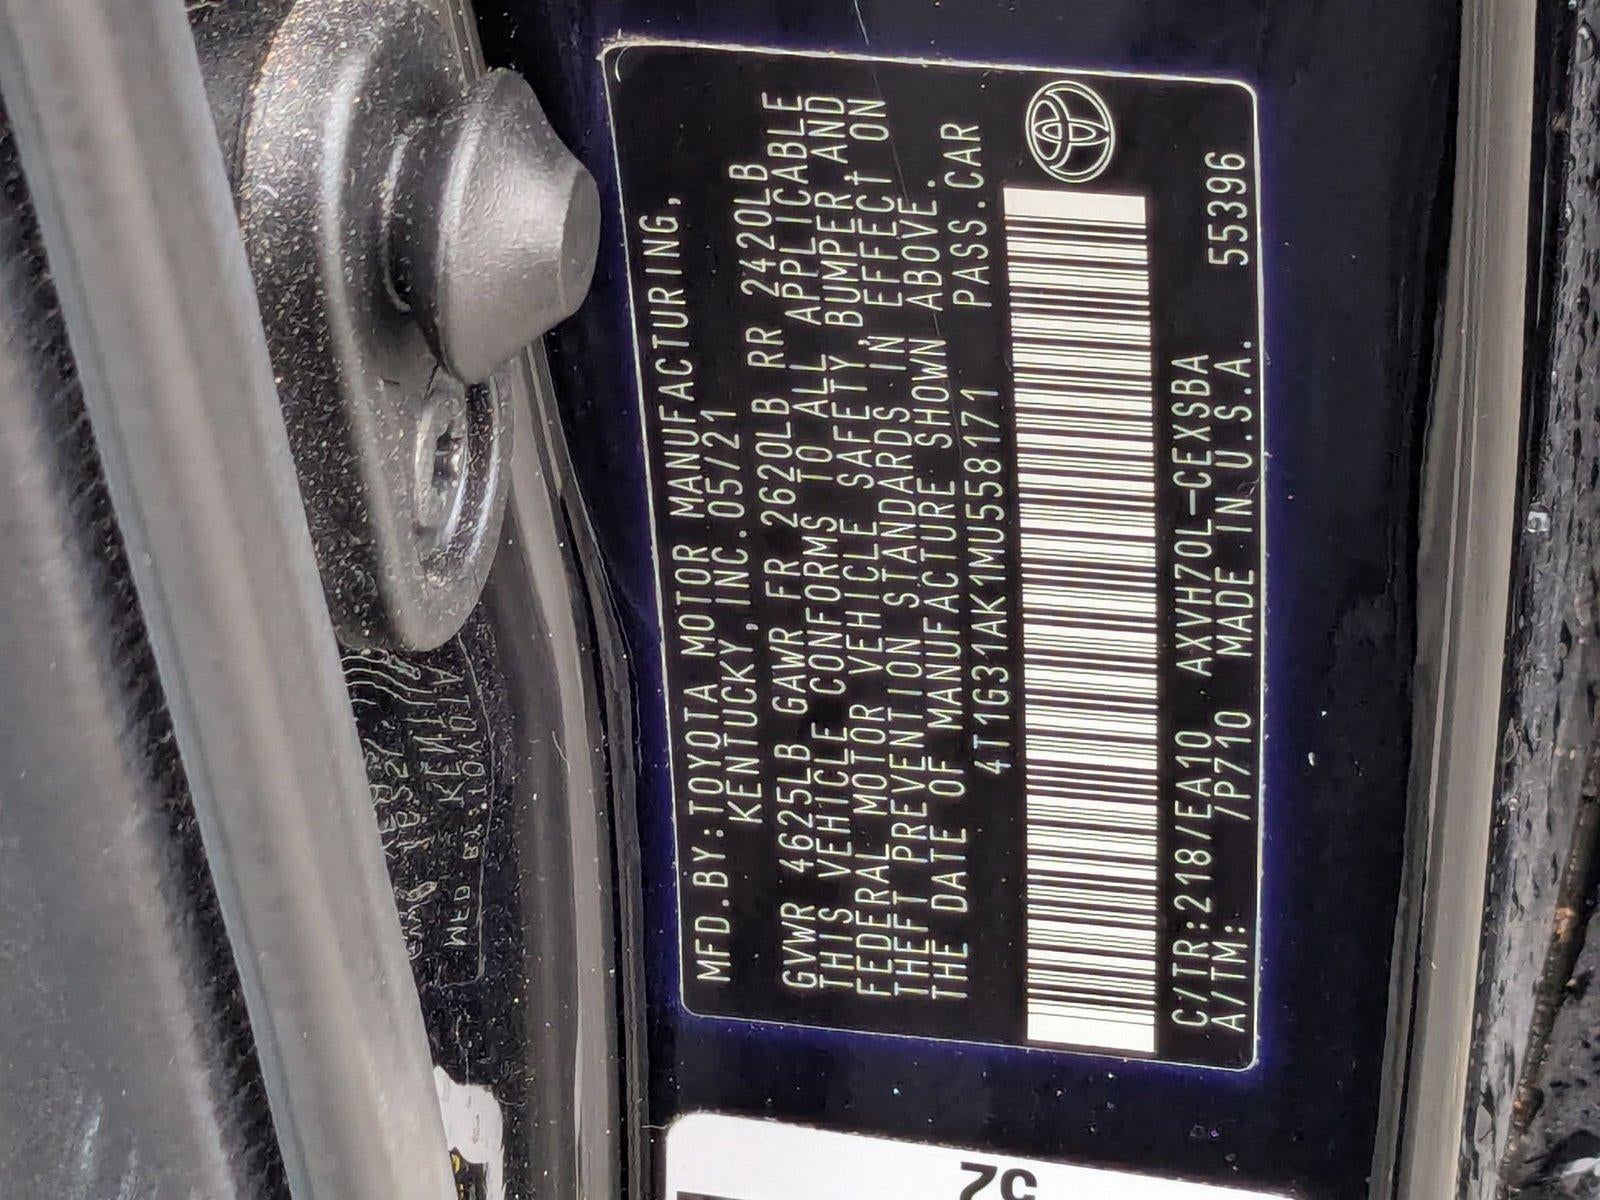 MFD.BY:TOYOTA MOTOR MANUFACTURING,
KENTUCKY,INC.05/21
GVWR 4625LB GAWR FR 2620LB RR 2420LB
THIS VEHICLE CONFORMS TO ALL APPLICABLE
FEDERAL MOTOR VEHICLE SAFETY BUMPER,AND
THEFT PREVENTION STANDARDS IN EFFECT ON
THE DATE OF MANUFACTURE SHOWN ABOVE.
4T1G31AK1MU558171 PASS.CAR
C/TR:218/EA10 AXVH70L-CEXSBA
A/TM: /P710 MADE IN U.S.A. 55396